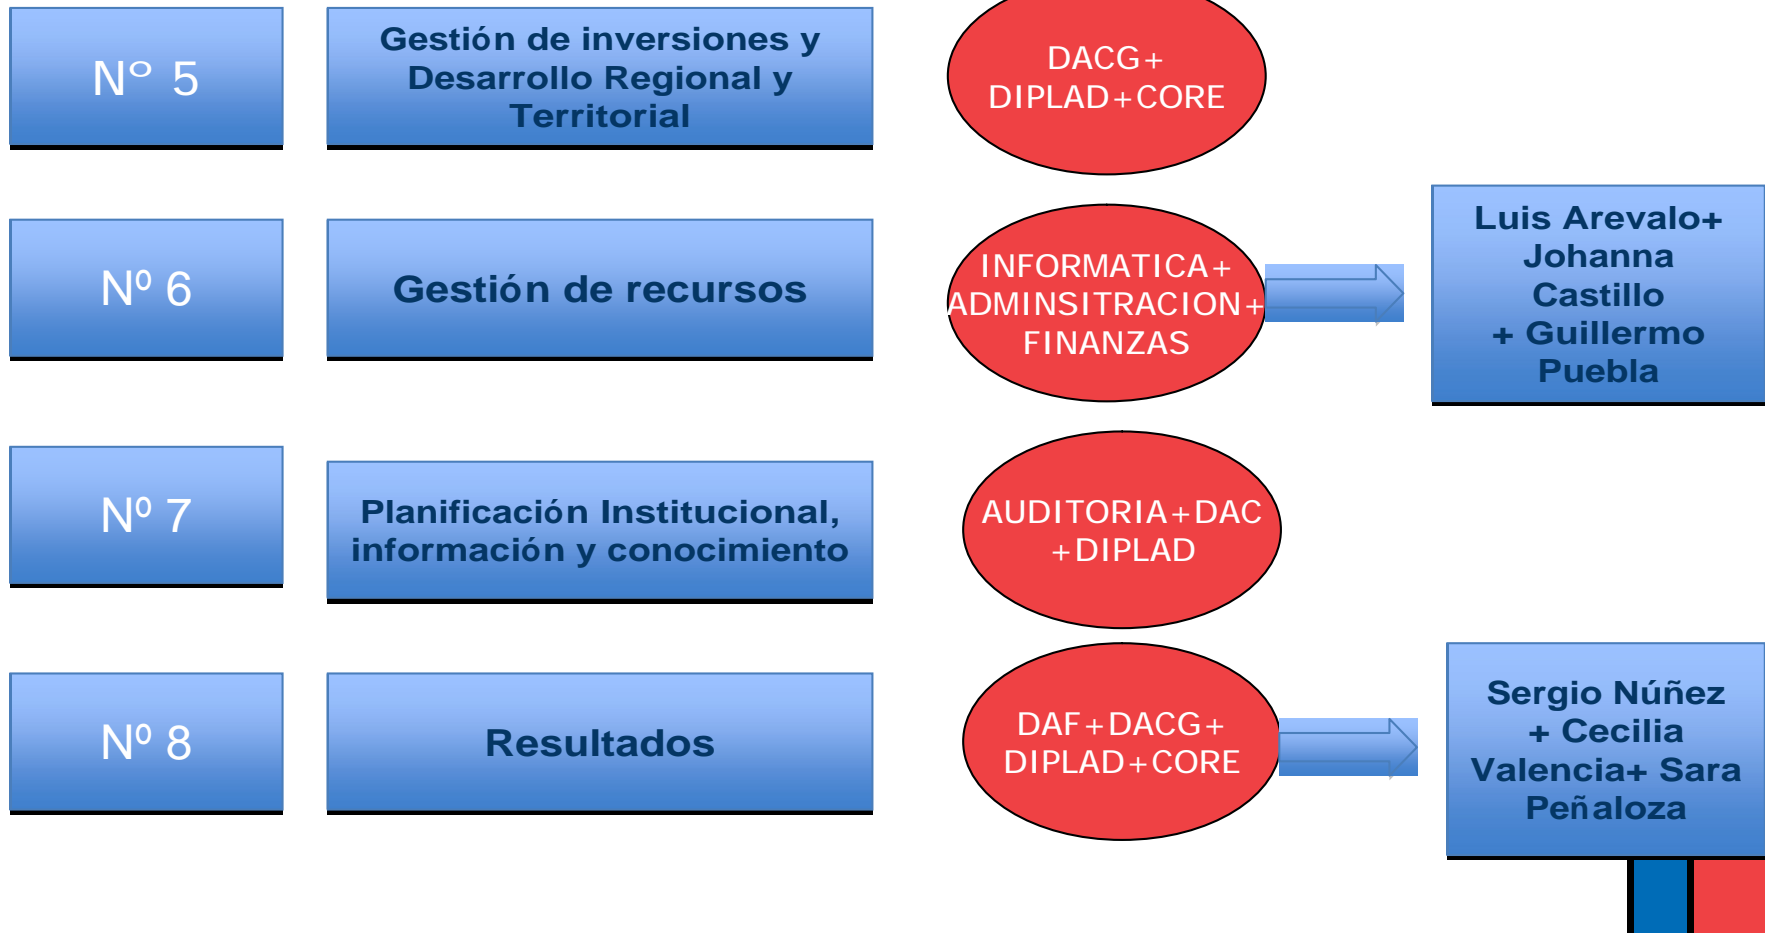 Nº 5
Gestión de inversiones y
Desarrollo Regional y
Territorial
DACG+
DIPLAD+CORE
Nº 6
Gestión de recursos
INFORMATICA+
ADMINSITRACION+
FINANZAS
Luis Arevalo+
Johanna
Castillo
+ Guillermo
Puebla
Nº 7
Planificación Institucional,
información y conocimiento
AUDITORIA+DAC
+DIPLAD
Nº 8
Resultados
DAF+DACG+
DIPLAD+CORE
Sergio Núñez
+ Cecilia
Valencia+ Sara
Peñaloza